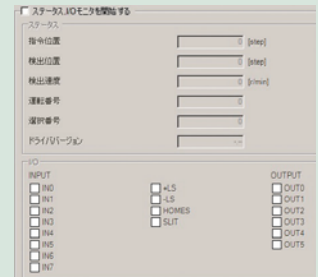 ステータス、I/Oモニタを開始する
ステータス
指令位置 0 [step]
検出位置 0 [step]
検出速度 0 [r/min]
運転番号 0
選択番号 0
ドライババージョン
I/O
INPUT
IN0
IN1
IN2
IN3
IN4
IN5
IN6
IN7
+LS
-LS
HOMES
SLIT
OUTPUT
OUT0
OUT1
OUT2
OUT3
OUT4
OUT5